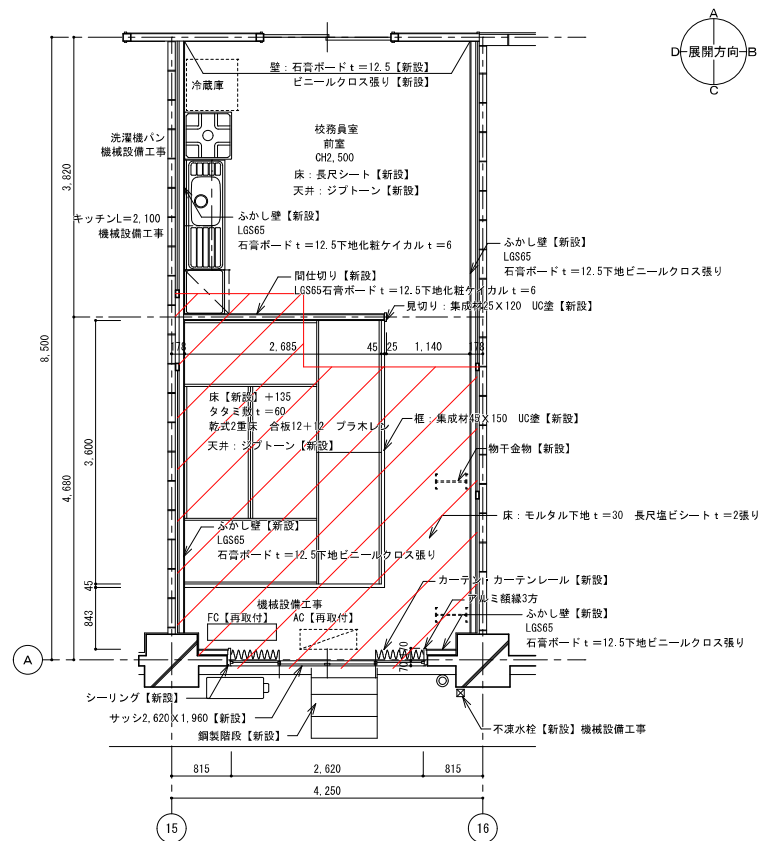 A
D 展開方向 B
C
壁：石膏ボードｔ＝12.5【新設】
ビニールクロス張り【新設】
冷蔵庫
洗濯機パン
機械設備工事
校務員室
前室
CH2,500
床：長尺シート【新設】
天井：ジプトーン【新設】
3,820
キッチンL＝2,100
機械設備工事
ふかし壁【新設】
LGS65
石膏ボードｔ＝12.5下地化粧ケイカルｔ＝6
ふかし壁【新設】
LGS65
石膏ボードｔ＝12.5下地ビニールクロス張り
間仕切り【新設】
LGS65石膏ボードｔ＝12.5下地化粧ケイカルｔ＝6
見切り：集成材25×120　UC塗【新設】
8,500
178
2,685
45
25
1,140
178
床【新設】＋135
タタミ敷ｔ＝60
乾式2重床　合板12＋12　プラ木レン
天井：ジプトーン【新設】
框：集成材45×150　UC塗【新設】
物干金物【新設】
3,600
4,680
床：モルタル下地ｔ＝30　長尺塩ビシートｔ＝2張り
ふかし壁【新設】
LGS65
石膏ボードｔ＝12.5下地ビニールクロス張り
45
カーテン・カーテンレール【新設】
アルミ額縁3方
機械設備工事
FC【再取付】
AC【再取付】
843
ふかし壁【新設】
LGS65
石膏ボードｔ＝12.5下地ビニールクロス張り
A
シーリング【新設】
サッシ2,620×1,960【新設】
鋼製階段【新設】
不凍水栓【新設】機械設備工事
815
2,620
815
4,250
15
16